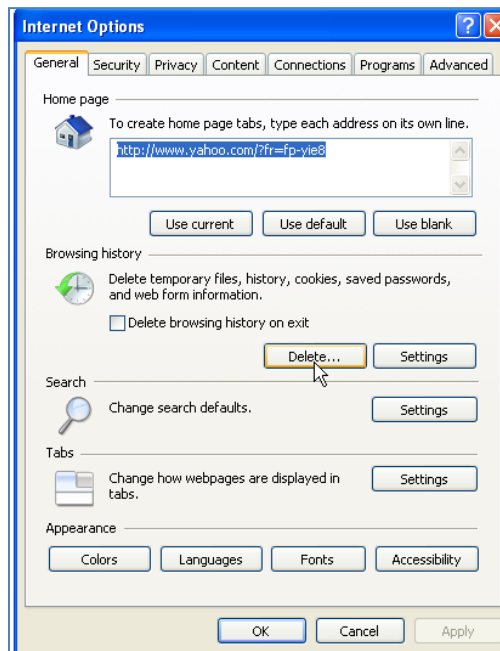 Internet Options
General Security Privacy Content Connections Programs Advanced
Home page
To create home page tabs, type each address on its own line.
http://www.yahoo.com/?fr=fp-yie8
Use current Use default Use blank
Browsing history
Delete temporary files, history, cookies, saved passwords,
and web form information.
Delete browsing history on exit
Delete... Settings
Search
Change search defaults. Settings
Tabs
Change how webpages are displayed in
tabs.
Settings
Appearance
Colors Languages Fonts Accessibility
OK Cancel Apply